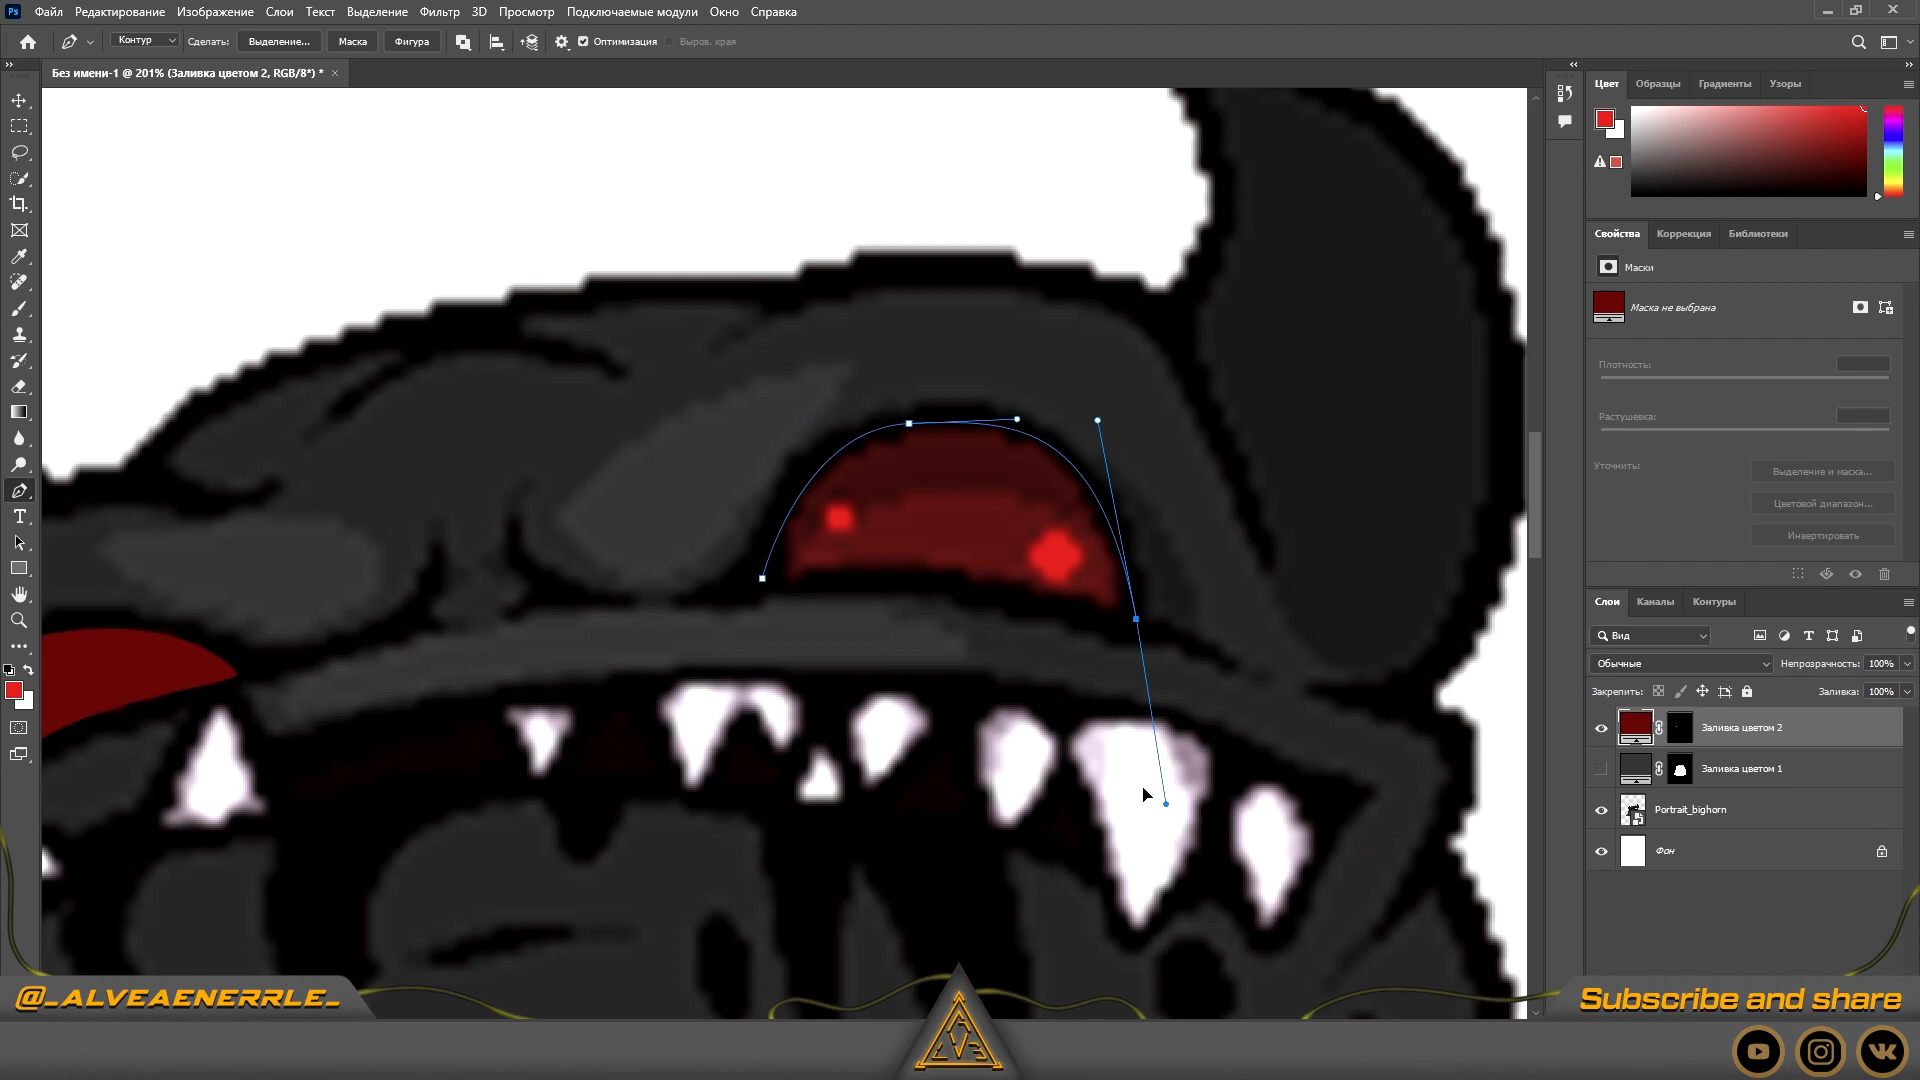 Ps Файл Редактирование Изображение Слои Текст Выделение Фильтр 3D Просмотр Подключаемые модули Окно Справка
Контур Сделать: Выделение... Маска Фигура Оптимизация Выров. края
Без имени-1 @ 201% (Заливка цветом 2, RGB/8*) *
Цвет Образцы Градиенты Узоры
Свойства Коррекция Библиотеки
Маски
Маска не выбрана
Плотность:
Растушевка:
Уточнить: Выделение и маска...
Цветовой диапазон...
Инвертировать
Слои Каналы Контуры
Вид
Обычные Непрозрачность: 100%
Закрепить: Заливка: 100%
Заливка цветом 2
Заливка цветом 1
Portrait_bighorn
Фон
@_ALVEAENERRLE_
Subscribe and share